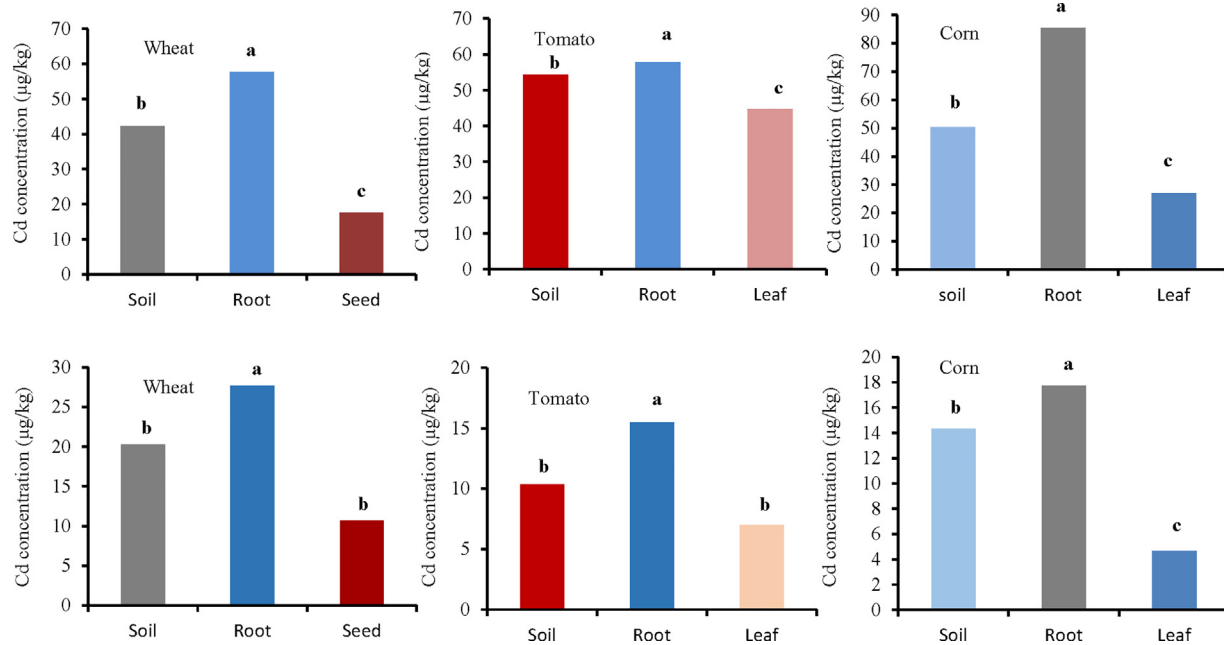 Cd concentration (µg/kg)
70
60
50
40
30
20
10
0
Wheat
b
a
c
Soil Root Seed
Cd concentration (µg/kg)
70
60
50
40
30
20
10
0
Tomato
b
a
c
Soil Root Leaf
Cd concentration (µg/kg)
90
80
70
60
50
40
30
20
10
0
Corn
b
a
c
soil Root Leaf
Cd concentration (µg/kg)
30
25
20
15
10
5
0
Wheat
b
a
b
Soil Root Seed
Cd concentration (µg/kg)
20
15
10
5
0
Tomato
b
a
b
Soil Root Leaf
Cd concentration (µg/kg)
20
18
16
14
12
10
8
6
4
2
0
Corn
b
a
c
Soil Root Leaf